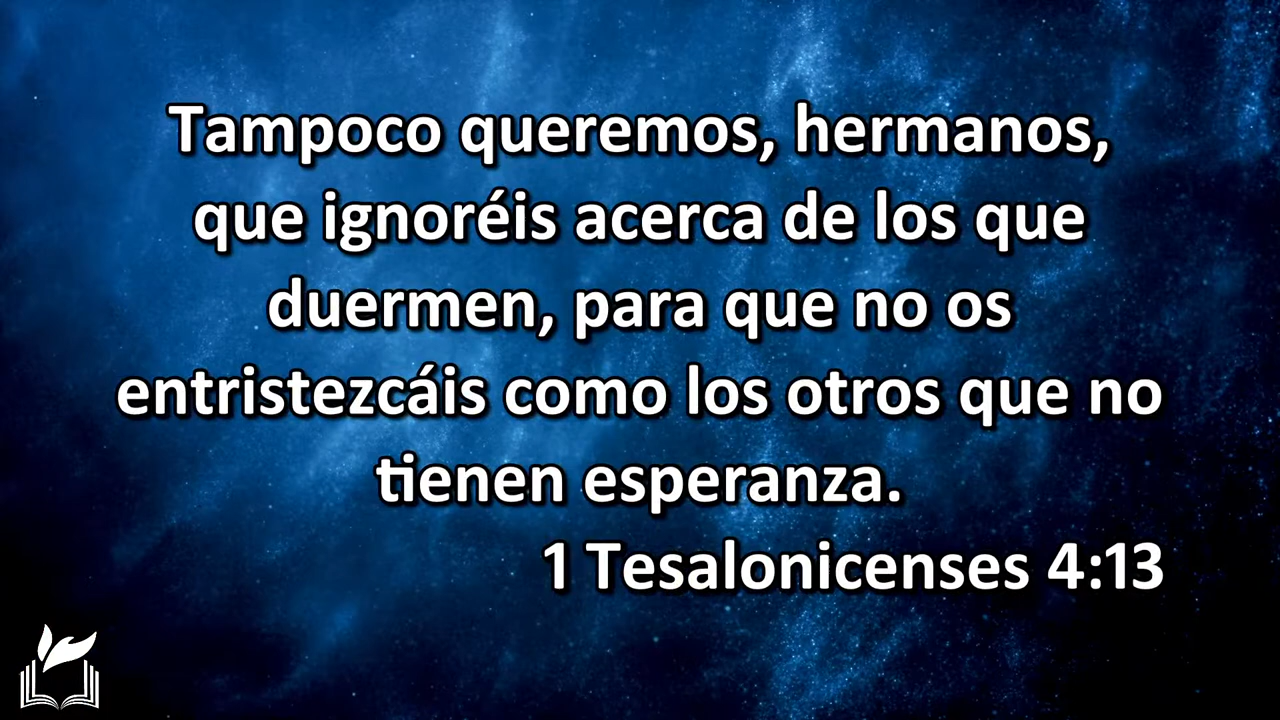 Tampoco queremos, hermanos,
que ignoréis acerca de los que
duermen, para que no os
entristezcáis como los otros que no
tienen esperanza.
1 Tesalonicenses 4:13